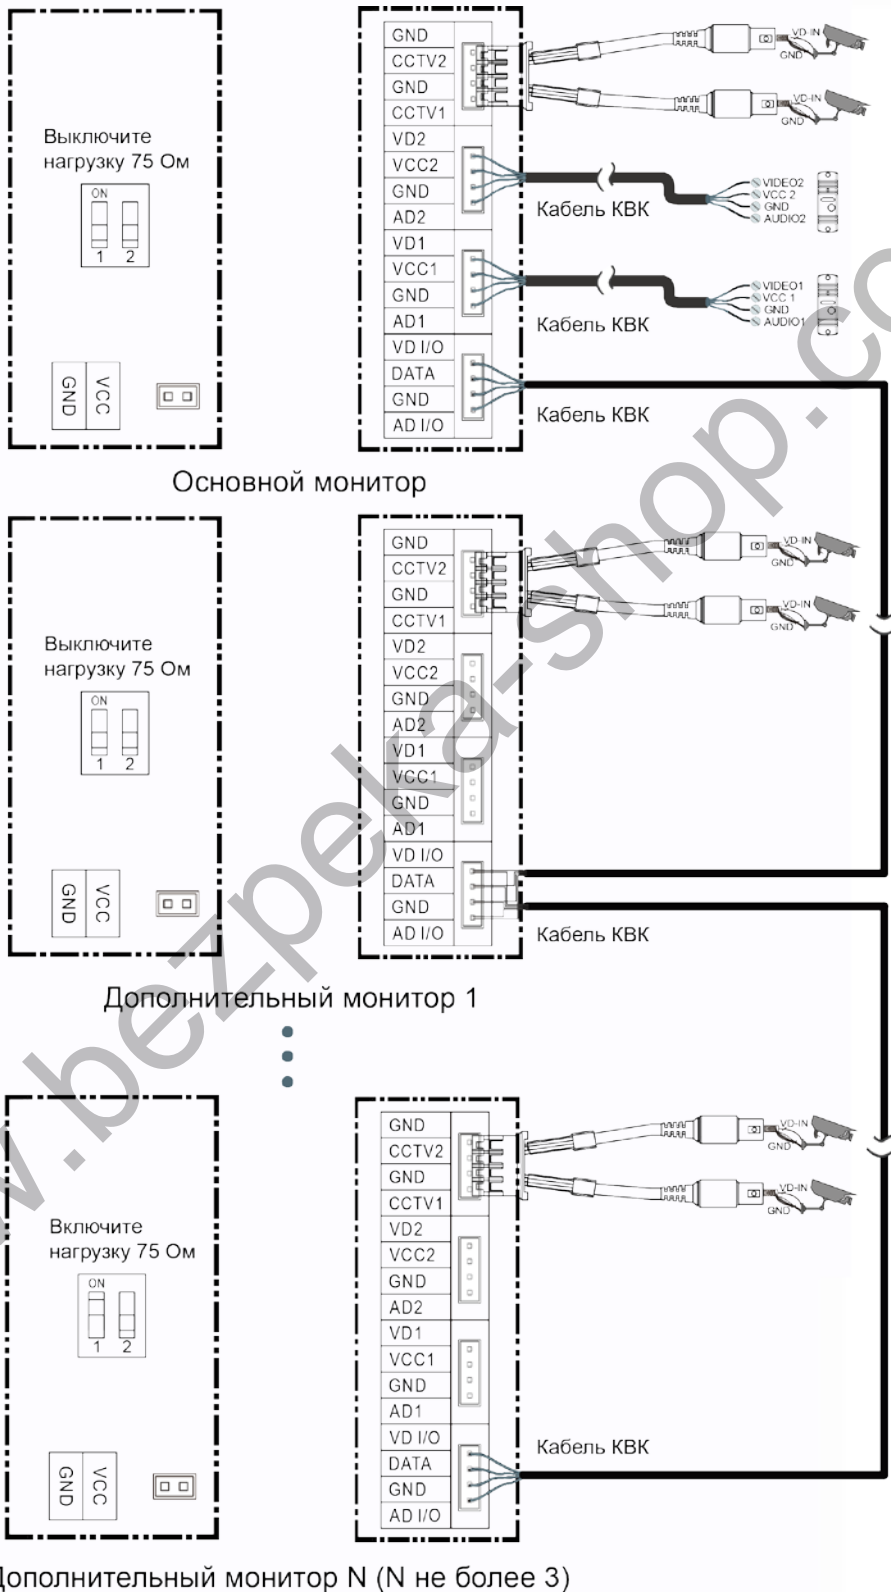 GND
CCTV2
GND
CCTV1
VD2
VCC2
GND
AD2
VD1
VCC1
GND
AD1
VD I/O
DATA
GND
AD I/O
VD-IN
GND
VD-IN
GND
Выключите
нагрузку 75 Ом
ON
1 2
GND VCC
Кабель КВК
VIDEO2
VCC 2
GND
AUDIO2
Кабель КВК
VIDEO1
VCC 1
GND
AUDIO1
Кабель КВК
Основной монитор
GND
CCTV2
GND
CCTV1
VD2
VCC2
GND
AD2
VD1
VCC1
GND
AD1
VD I/O
DATA
GND
AD I/O
VD-IN
GND
VD-IN
GND
Выключите
нагрузку 75 Ом
ON
1 2
GND VCC
Кабель КВК
Дополнительный монитор 1
GND
CCTV2
GND
CCTV1
VD2
VCC2
GND
AD2
VD1
VCC1
GND
AD1
VD I/O
DATA
GND
AD I/O
VD-IN
GND
VD-IN
GND
Включите
нагрузку 75 Ом
ON
1 2
GND VCC
Кабель КВК
Дополнительный монитор N (N не более 3)
w.bezpeka-shop.co